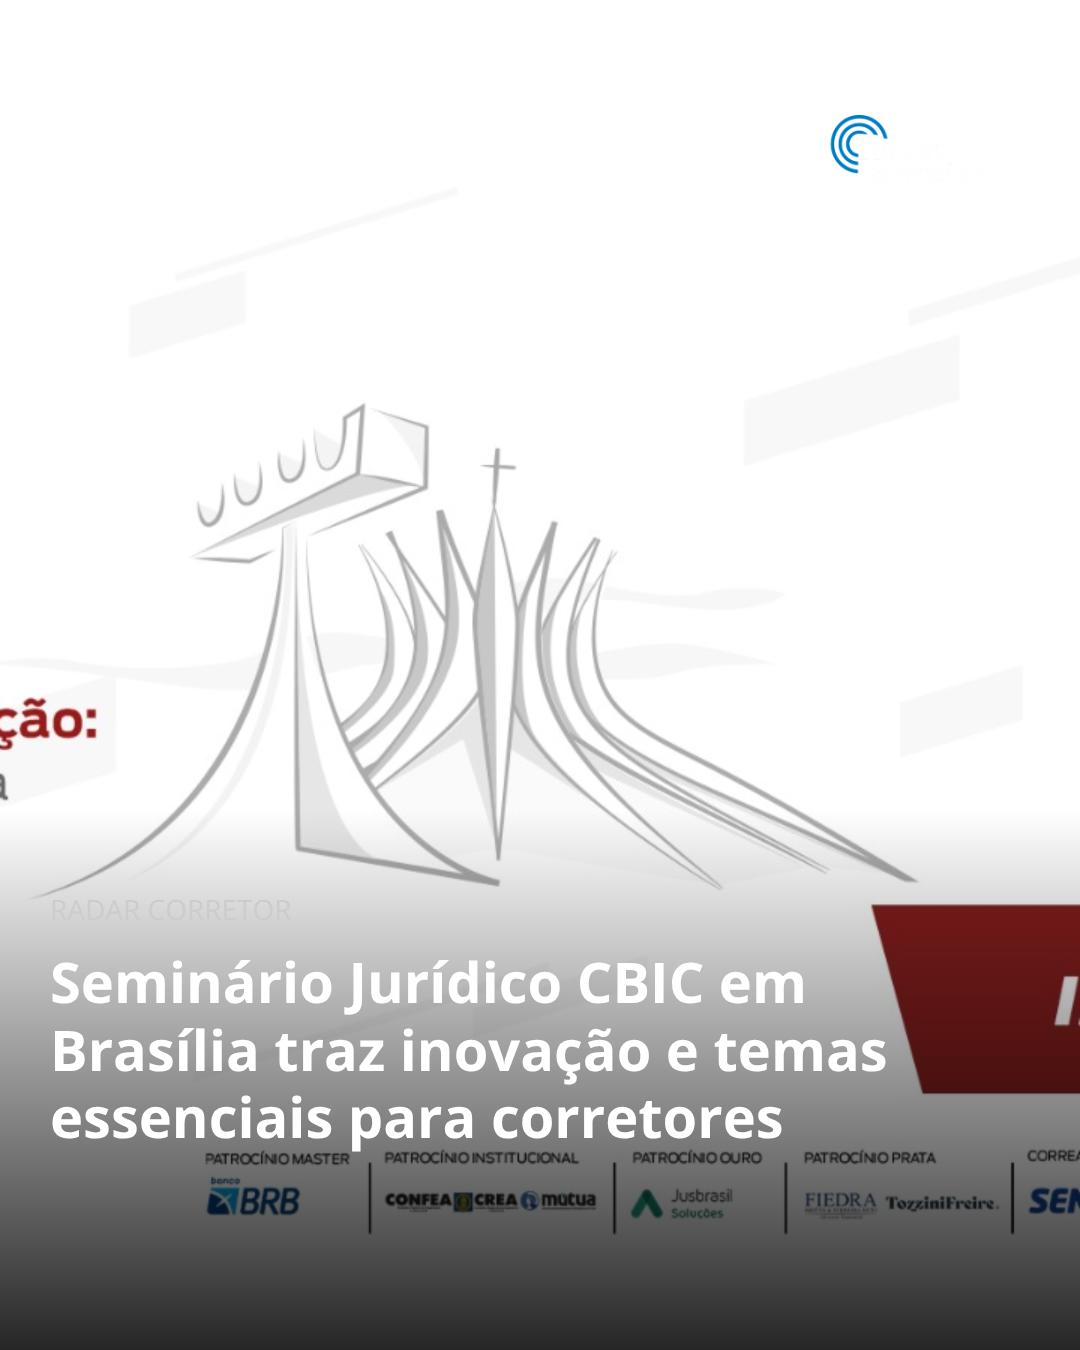 ção:
a
RADAR CORRETOR
Seminário Jurídico CBIC em
Brasília traz inovação e temas
essenciais para corretores
PATROCÍNIO MASTER
PATROCÍNIO INSTITUCIONAL
PATROCÍNIO OURO
PATROCÍNIO PRATA
CORREA
banco
BRB
CONFEA CREA mútua
Jusbrasil
Soluções
FIEDRA
TozziniFreire.
SEN